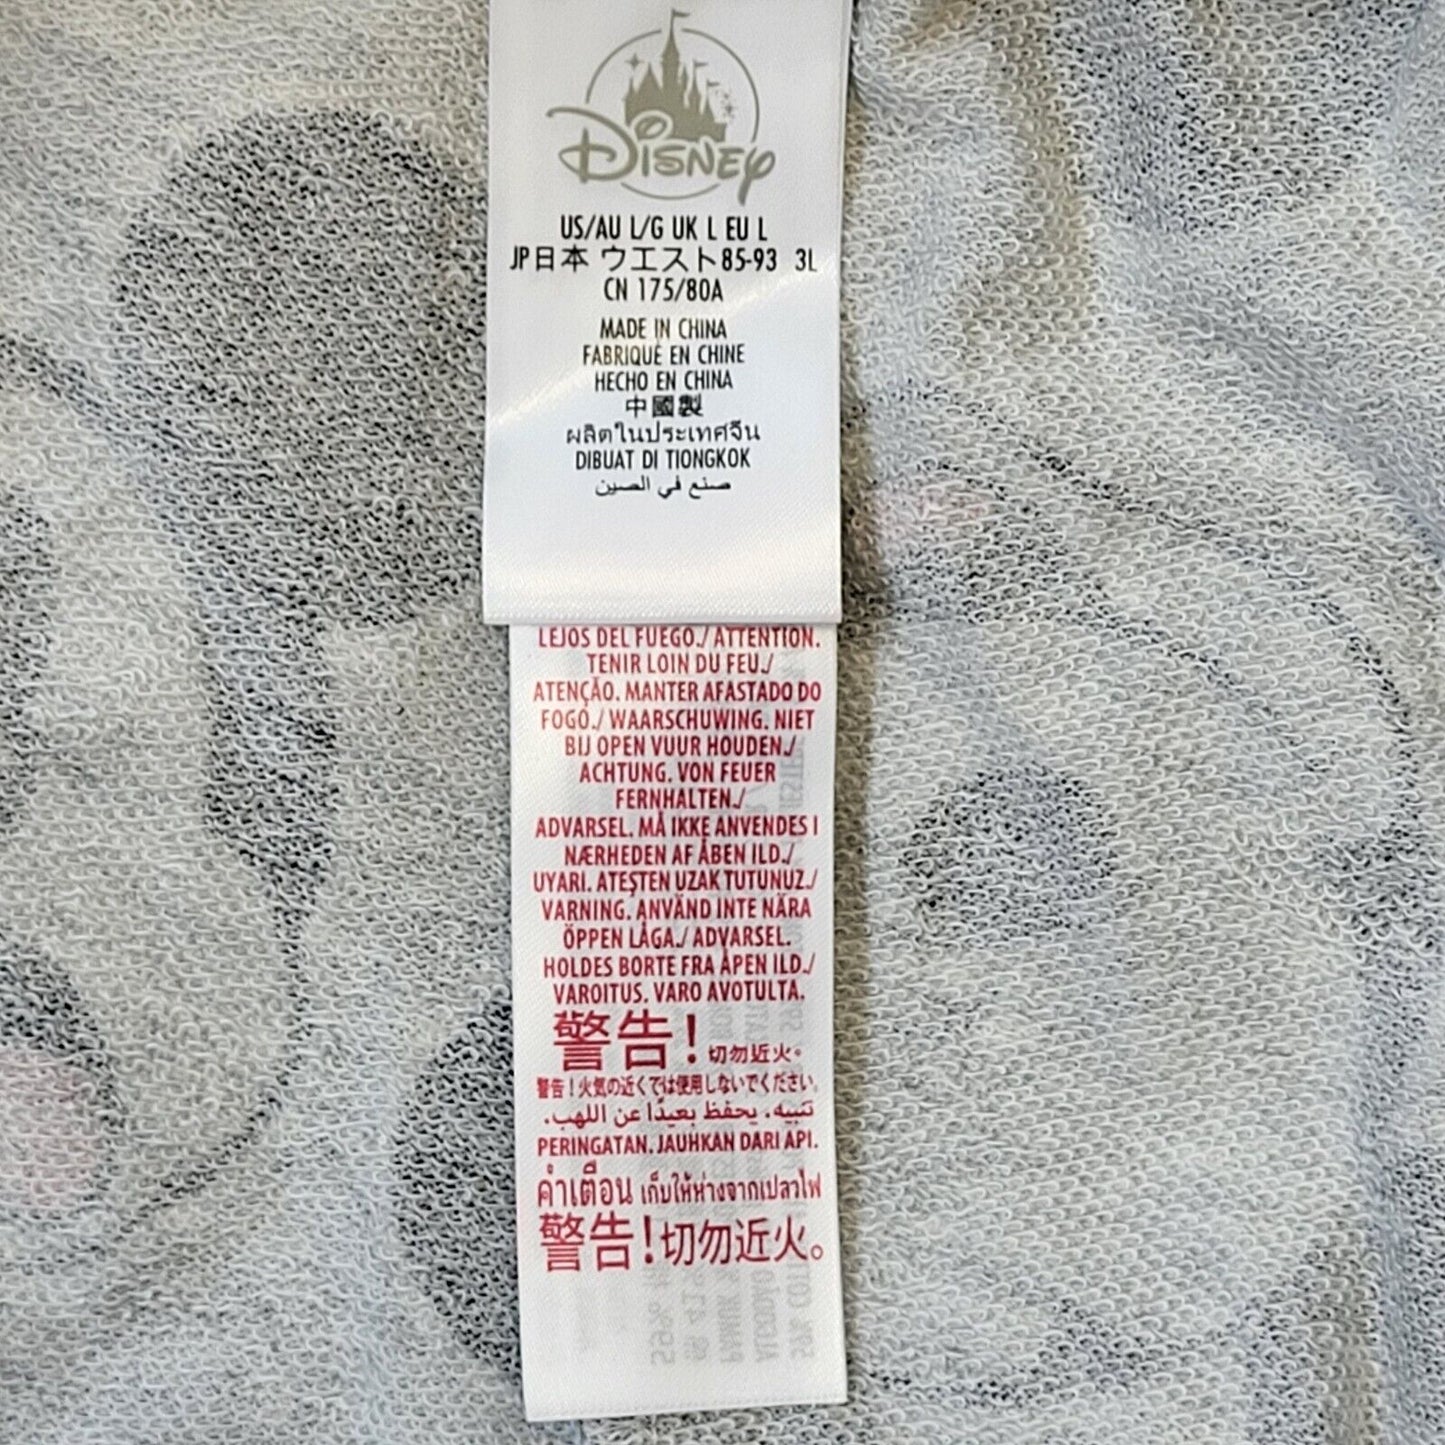 Disney
US/AU L/G UK L EU L
JP日本 ウエスト85-93 3L
CN 175/80A
MADE IN CHINA
FABRIQUÉ EN CHINE
HECHO EN CHINA
中國製
ผลิตในประเทศจีน
DIBUAT DI TIONGKOK
صنع في الصين
LEJOS DEL FUEGO./ ATTENTION.
TENIR LOIN DU FEU./
ATENÇÃO. MANTER AFASTADO DO
FOGO./ WAARSCHUWING. NIET
BIJ OPEN VUUR HOUDEN./
ACHTUNG. VON FEUER
FERNHALTEN./
ADVARSEL. MÅ IKKE ANVENDES I
NÆRHEDEN AF ÅBEN ILD./
UYARI. ATEŞTEN UZAK TUTUNUZ./
VARNING. ANVÄND INTE NÄRA
ÖPPEN LÅGA./ ADVARSEL.
HOLDES BORTE FRA ÅPEN ILD./
VAROITUS. VARO AVOTULTA.
警告！切勿近火。
警告！火気の近くでは使用しないでください。
تنبيه. يحفظ بعيدًا عن اللهب.
PERINGATAN. JAUHKAN DARI API.
คำเตือน เก็บให้ห่างจากเปลวไฟ
警告！切勿近火。